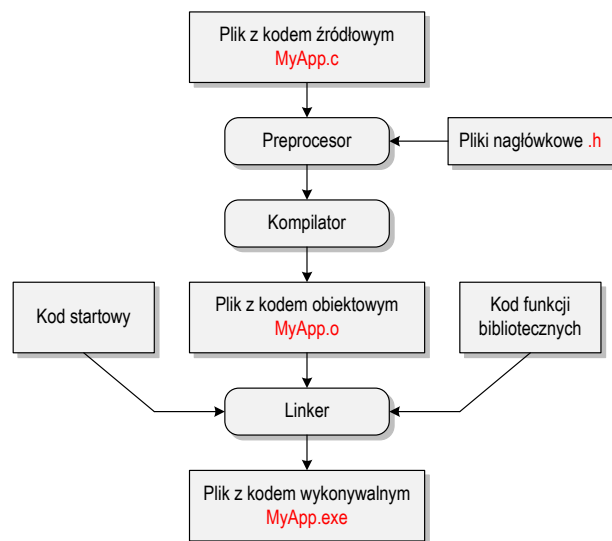 Plik z kodem źródłowym
MyApp.c
Preprocesor
Pliki nagłówkowe .h
Kompilator
Kod startowy
Plik z kodem obiektowym
MyApp.o
Kod funkcji
bibliotecznych
Linker
Plik z kodem wykonywalnym
MyApp.exe